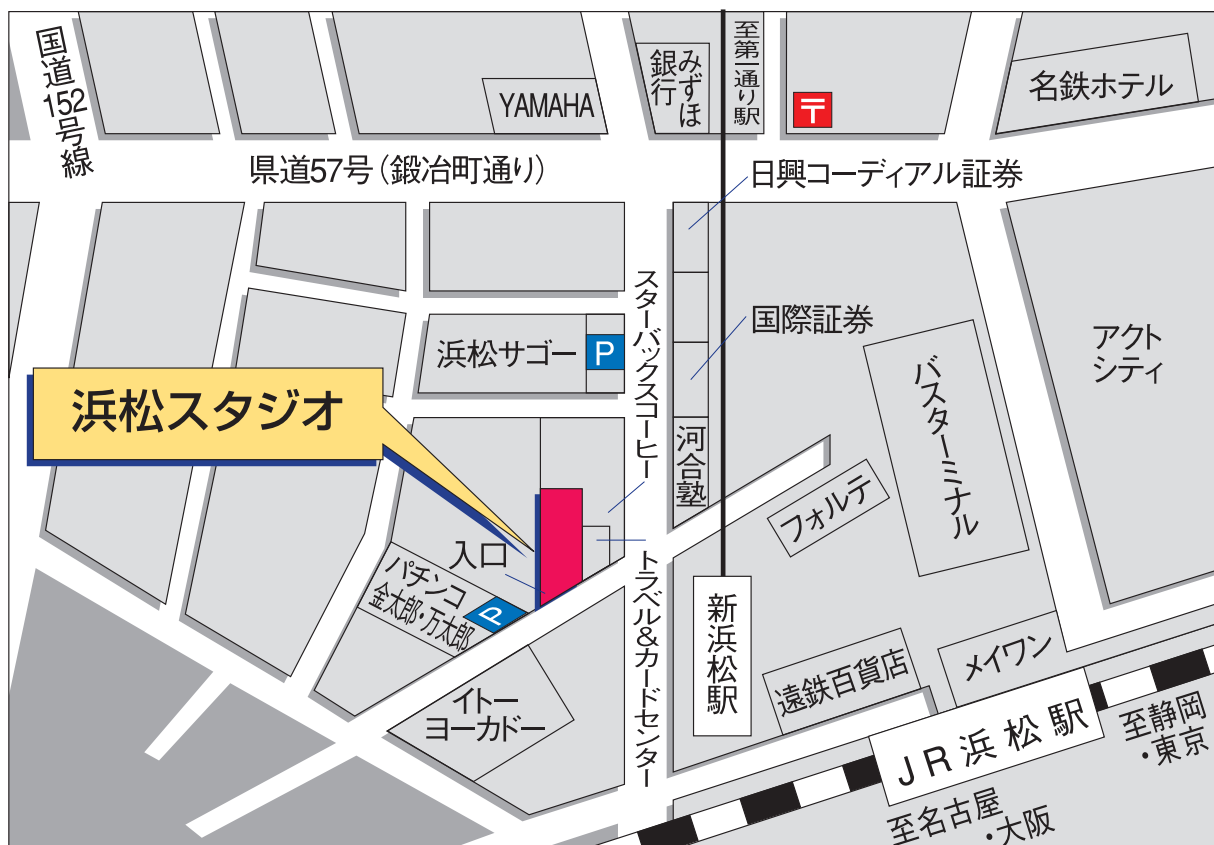 国道152号線
YAMAHA
みずほ
銀行
至第一通り駅
〒
名鉄ホテル
県道57号（鍛冶町通り）
日興コーディアル証券
スターバックスコーヒー
国際証券
浜松サゴー
P
アクト
シティ
バスターミナル
浜松スタジオ
河合塾
フォルテ
入口
パチンコ
金太郎・万太郎
P
トラベル&カードセンター
新浜松駅
イトー
ヨーカドー
遠鉄百貨店
メイワン
JR浜松駅
至静岡
・東京
至名古屋
・大阪